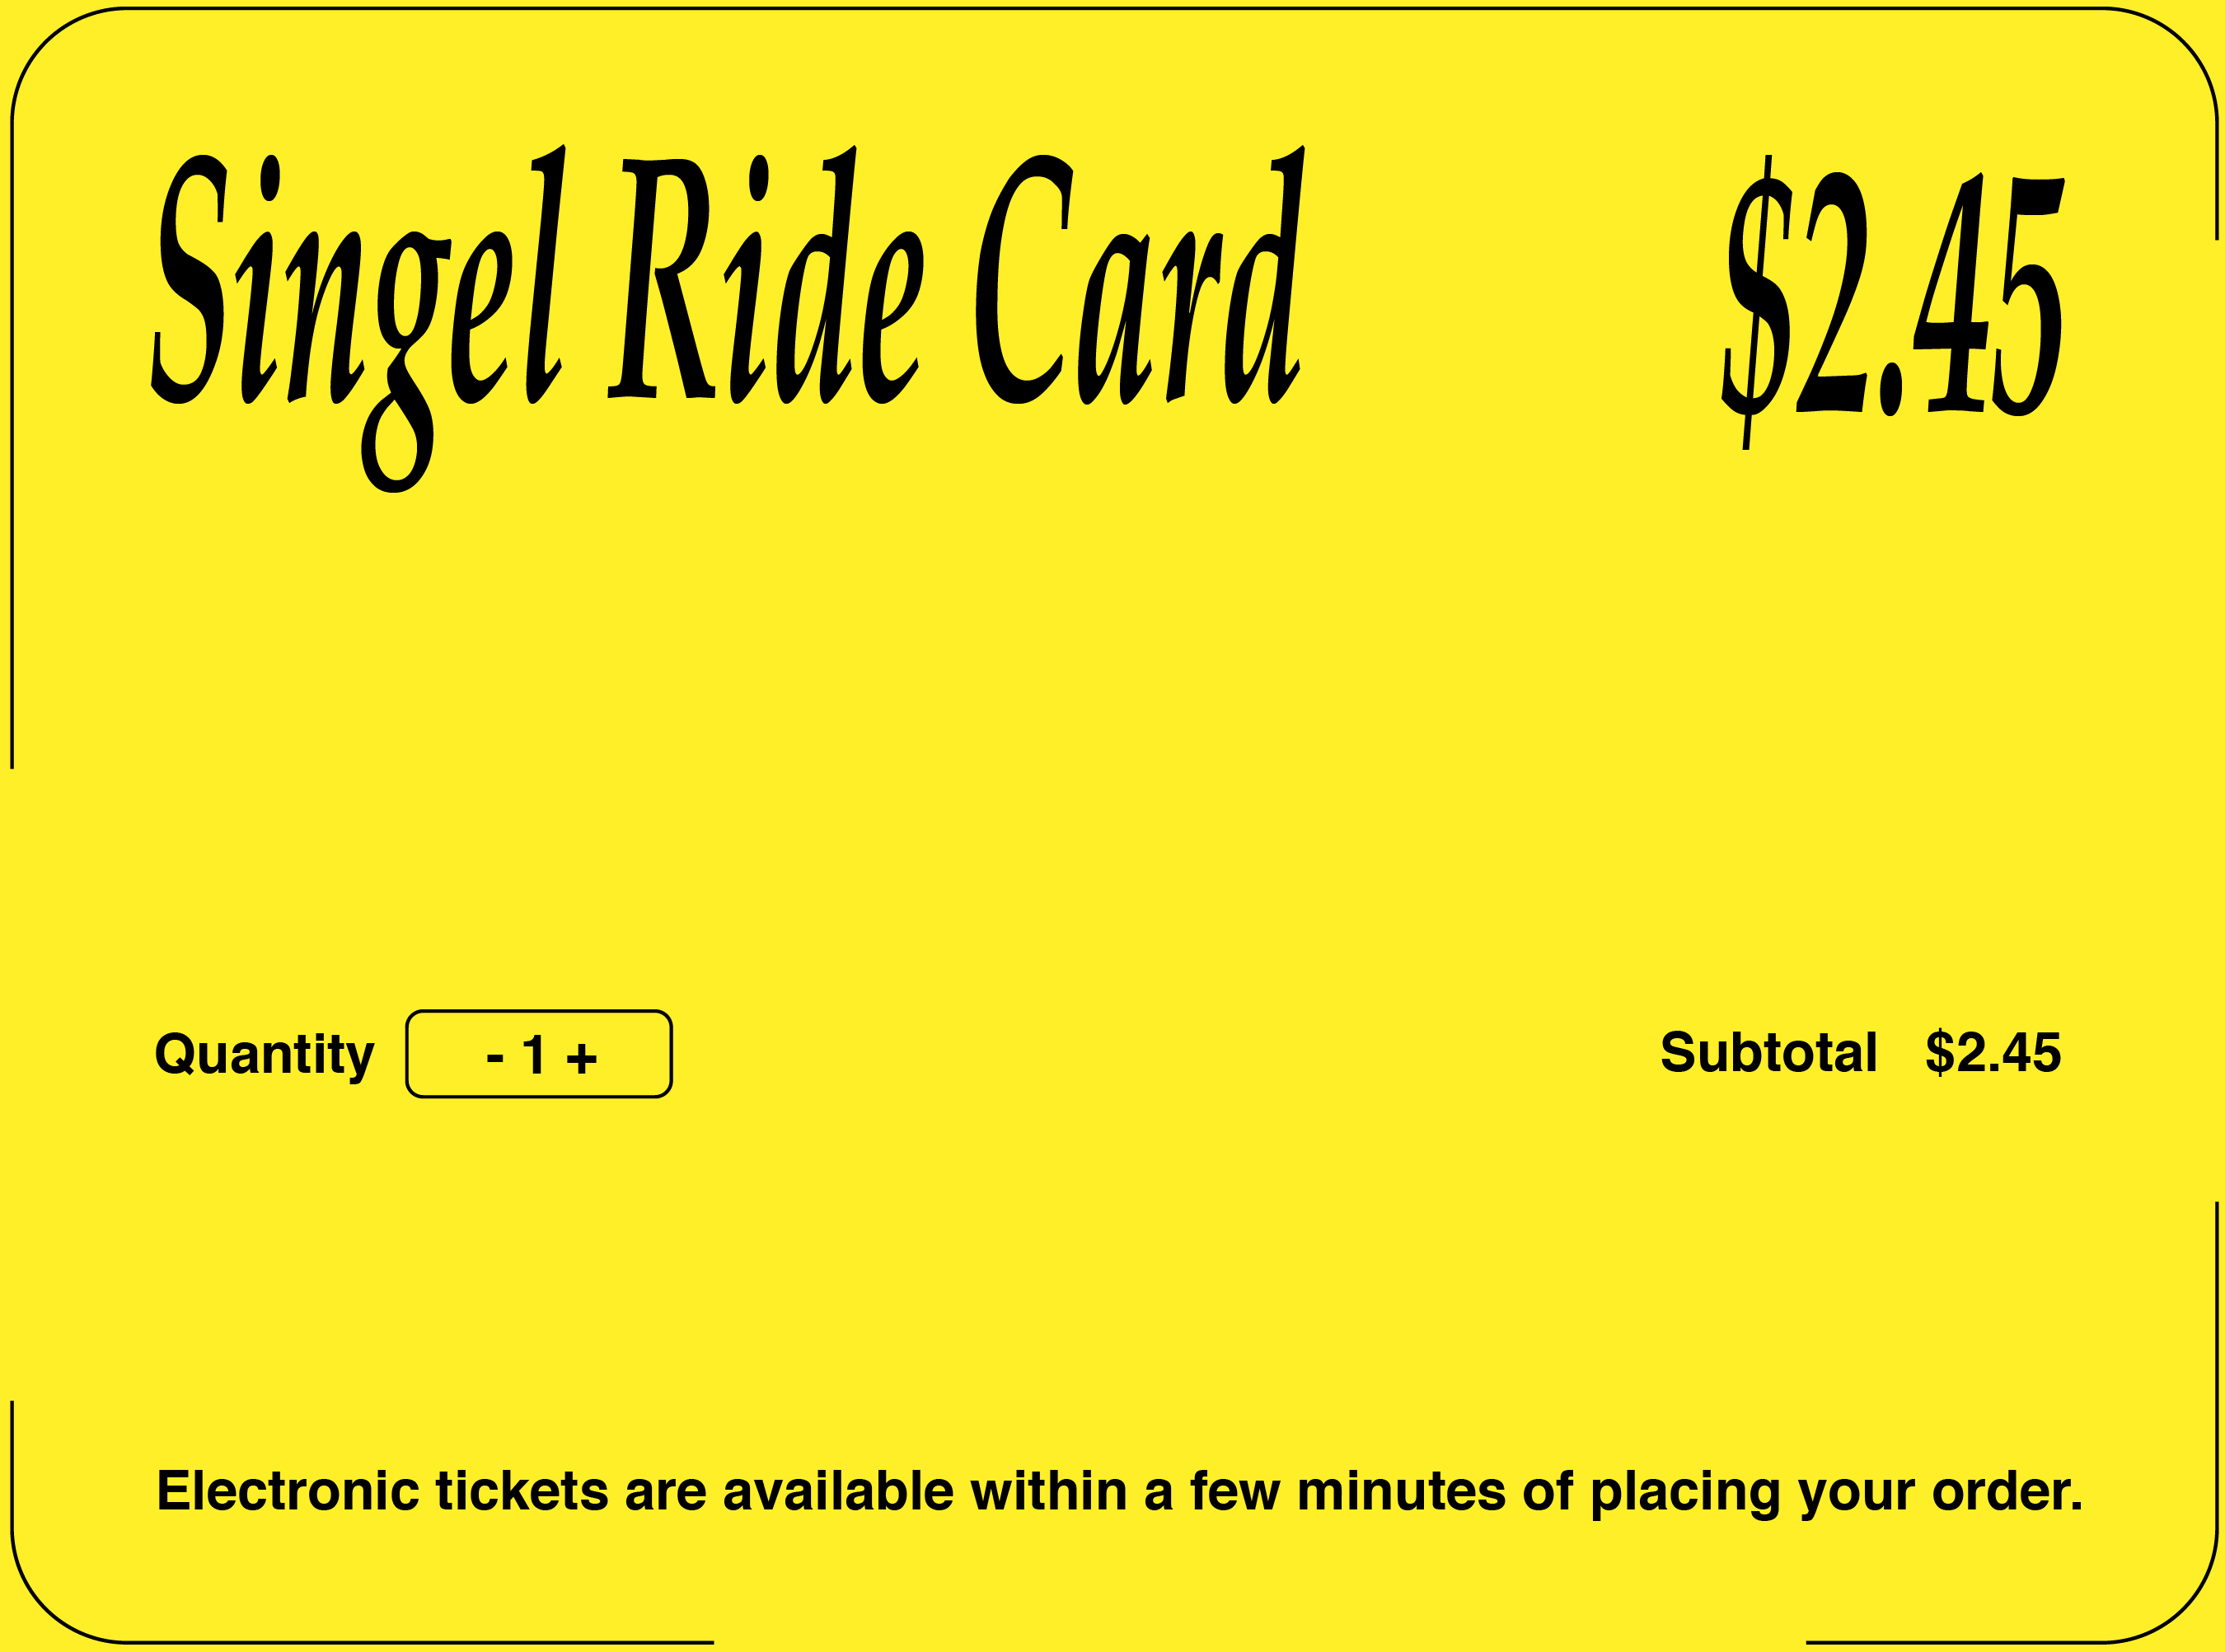 Singel Ride Card $2.45
Quantity - 1 + Subtotal $2.45
Electronic tickets are available within a few minutes of placing your order.